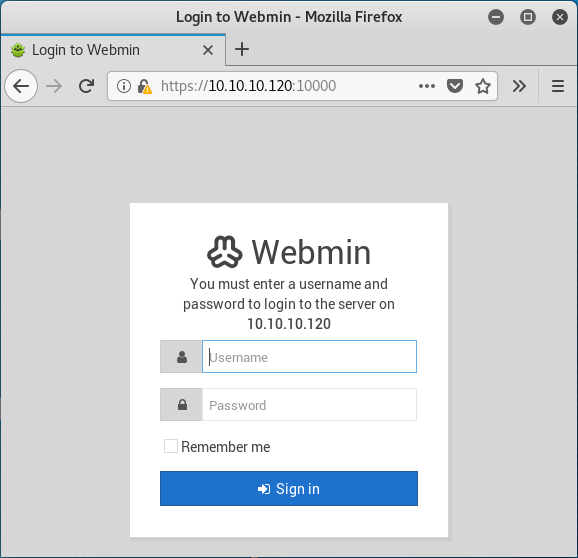 Login to Webmin - Mozilla Firefox
Login to Webmin
https://10.10.10.120:10000
Webmin
You must enter a username and
password to login to the server on
10.10.10.120
Username
Password
Remember me
Sign in